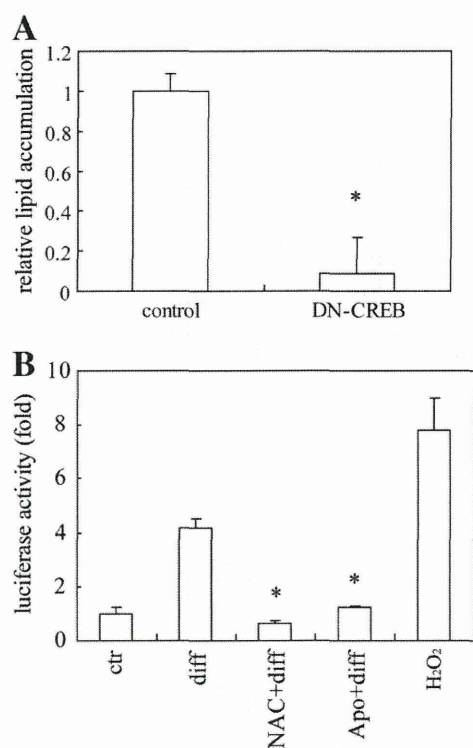 A
relative lipid accumulation
1.2
1
0.8
0.6
0.4
0.2
0
*
control
DN-CREB
B
luciferase activity (fold)
10
8
6
4
2
0
*
*
ctr
diff
NAC+diff
Apo+diff
H₂O₂